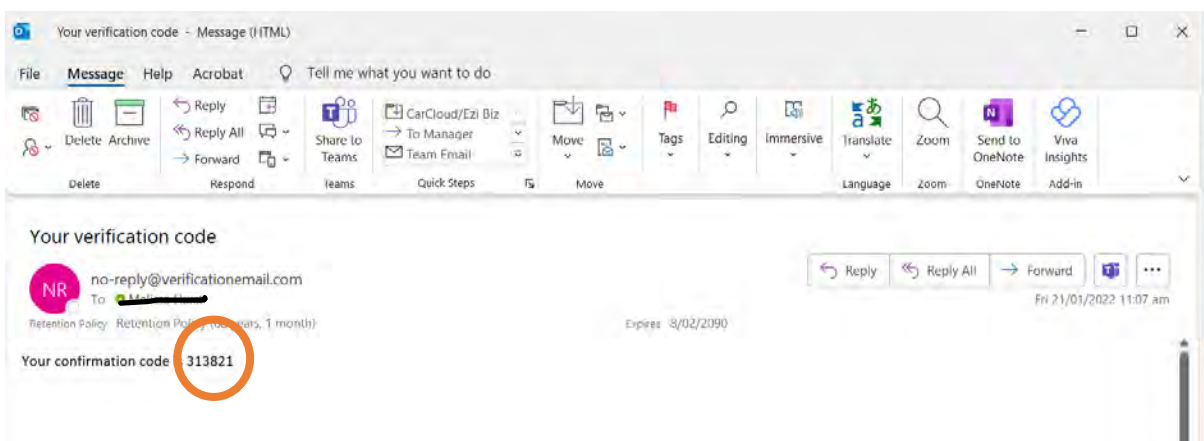 Your verification code - Message (HTML)
File Message Help Acrobat Tell me what you want to do
Delete Archive
Reply
Reply All
Forward
Share to Teams
CarCloud/Ezi Biz
To Manager
Team Email
Move
Tags
Editing
Immersive
Translate
Zoom
Send to OneNote
Viva Insights
Delete Respond Teams Quick Steps Move Language Zoom OneNote Add-in
Your verification code
NR
no-reply@verificationemail.com
To
Reply Reply All Forward
Fri 21/01/2022 11:07 am
Retention Policy Retention Policy years, 1 month)
Expires 8/02/2090
Your confirmation code 313821